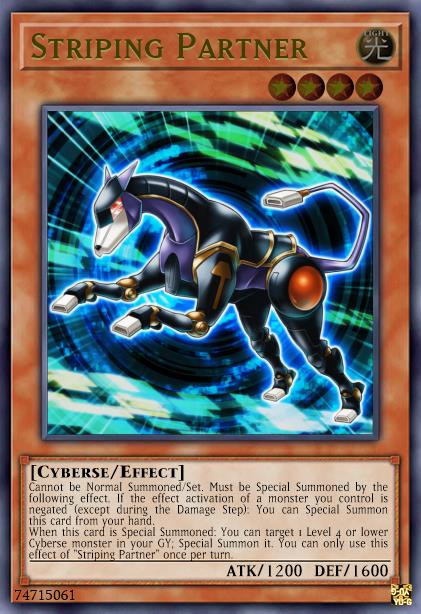 STRIPING PARTNER
LIGHT
光
[CYBERSE/EFFECT]
Cannot be Normal Summoned/Set. Must be Special Summoned by the
following effect. If the effect activation of a monster you control is
negated (except during the Damage Step): You can Special Summon
this card from your hand.
When this card is Special Summoned: You can target 1 Level 4 or lower
Cyberse monster in your GY; Special Summon it. You can only use this
effect of "Striping Partner" once per turn.
ATK/1200 DEF/1600
74715061